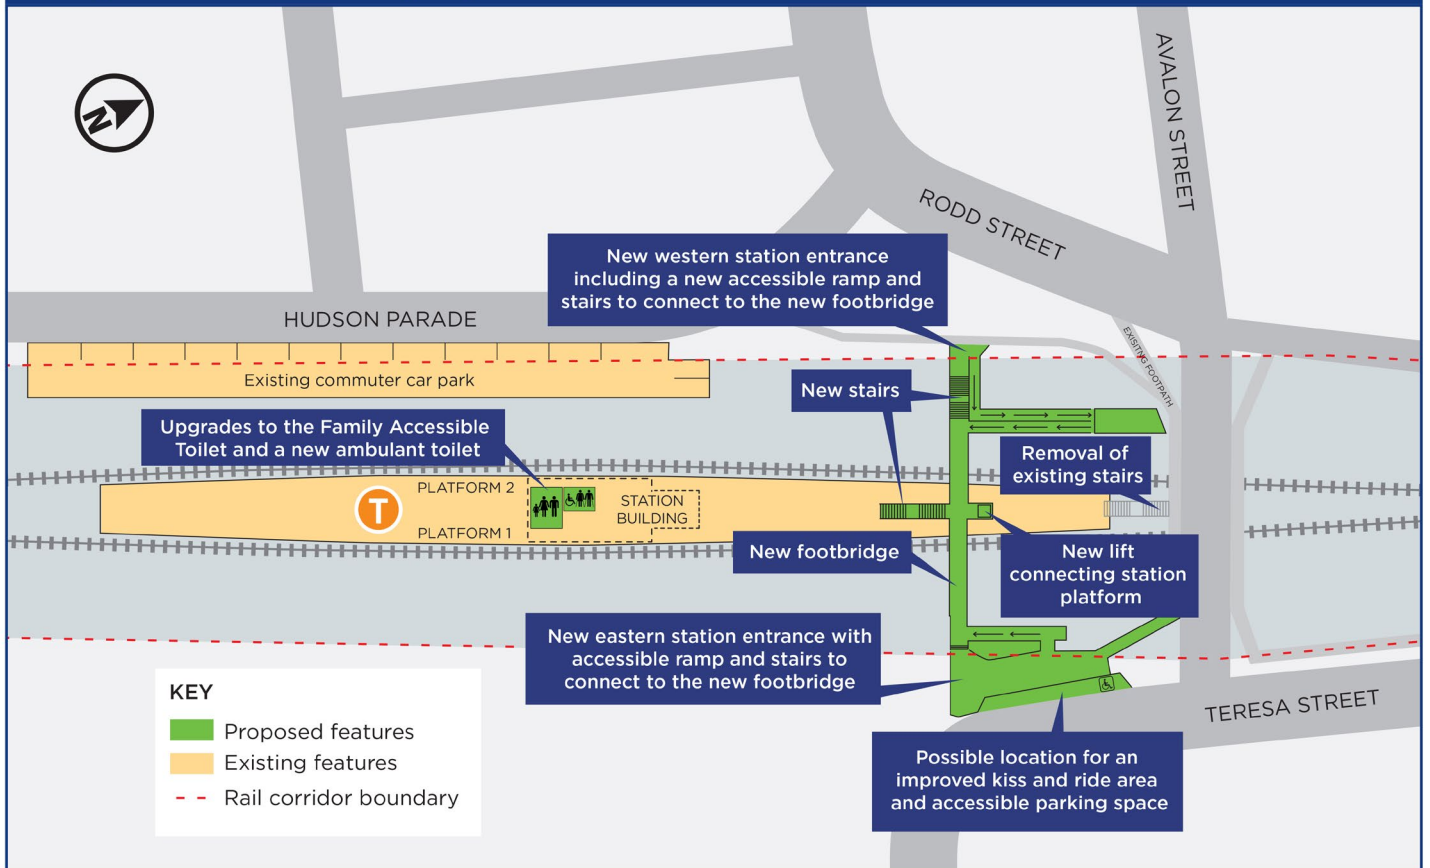 AVALON STREET
N
RODD STREET
New western station entrance
including a new accessible ramp and
stairs to connect to the new footbridge
HUDSON PARADE
EXISITNG FOOTPATH
Existing commuter car park
New stairs
Upgrades to the Family Accessible
Toilet and a new ambulant toilet
Removal of
existing stairs
PLATFORM 2
T
STATION
BUILDING
PLATFORM 1
New footbridge
New lift
connecting station
platform
New eastern station entrance with
accessible ramp and stairs to
connect to the new footbridge
TERESA STREET
KEY
Proposed features
Existing features
Rail corridor boundary
Possible location for an
improved kiss and ride area
and accessible parking space